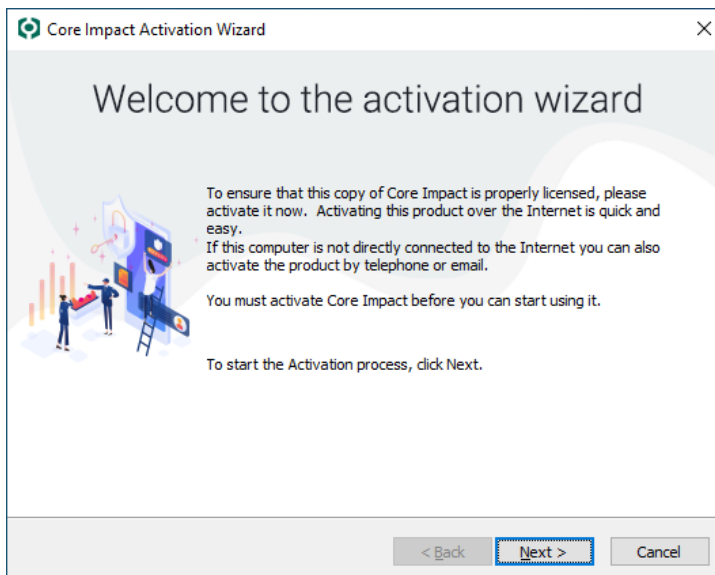 Core Impact Activation Wizard
Welcome to the activation wizard
To ensure that this copy of Core Impact is properly licensed, please
activate it now.  Activating this product over the Internet is quick and
easy.
If this computer is not directly connected to the Internet you can also
activate the product by telephone or email.
You must activate Core Impact before you can start using it.
To start the Activation process, click Next.
< Back
Next >
Cancel